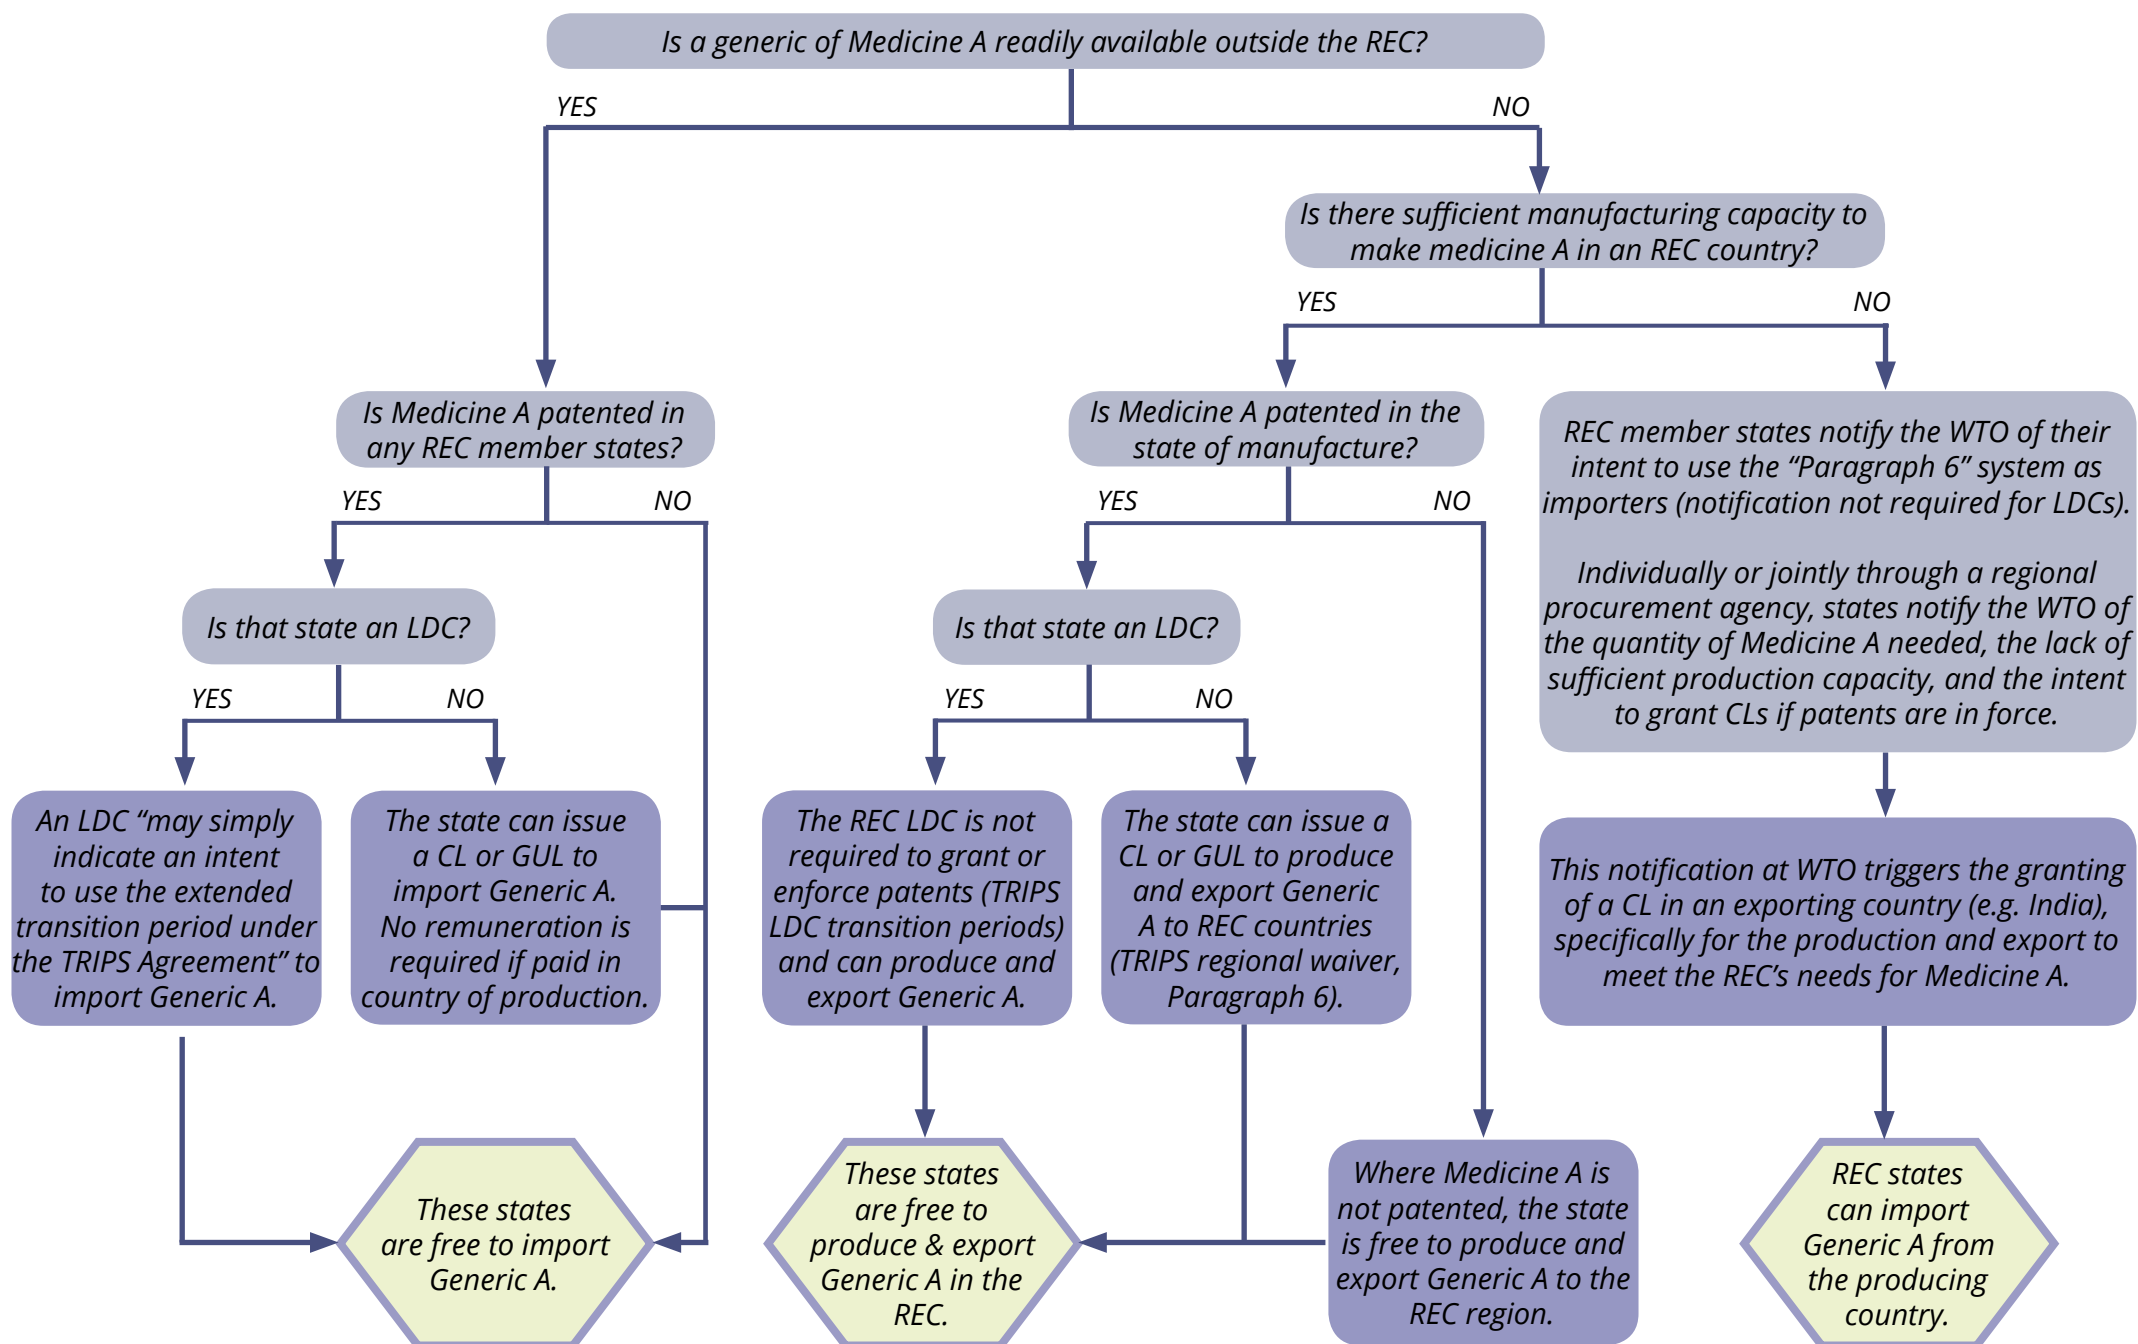 Is a generic of Medicine A readily available outside the REC?
YES
NO
Is there sufficient manufacturing capacity to
make medicine A in an REC country?
YES
NO
Is Medicine A patented in
any REC member states?
YES
NO
Is Medicine A patented in the
state of manufacture?
YES
NO
REC member states notify the WTO of their
intent to use the “Paragraph 6” system as
importers (notification not required for LDCs).
Individually or jointly through a regional
procurement agency, states notify the WTO of
the quantity of Medicine A needed, the lack of
sufficient production capacity, and the intent
to grant CLs if patents are in force.
Is that state an LDC?
YES
NO
Is that state an LDC?
YES
NO
An LDC “may simply
indicate an intent
to use the extended
transition period under
the TRIPS Agreement” to
import Generic A.
The state can issue
a CL or GUL to
import Generic A.
No remuneration is
required if paid in
country of production.
The REC LDC is not
required to grant or
enforce patents (TRIPS
LDC transition periods)
and can produce and
export Generic A.
The state can issue a
CL or GUL to produce
and export Generic
A to REC countries
(TRIPS regional waiver,
Paragraph 6).
This notification at WTO triggers the granting
of a CL in an exporting country (e.g. India),
specifically for the production and export to
meet the REC’s needs for Medicine A.
These states
are free to import
Generic A.
These states
are free to
produce & export
Generic A in the
REC.
Where Medicine A is
not patented, the state
is free to produce and
export Generic A to the
REC region.
REC states
can import
Generic A from
the producing
country.